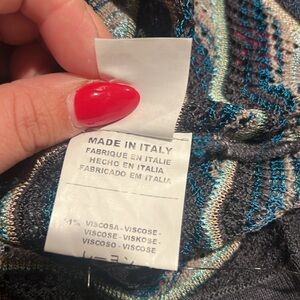 MADE IN ITALY
FABRIQUE EN ITALIE
HECHO EN ITALIA
FABRICADO EM ITALIA
VISCOSA - VISCOSE -
VISCOSE - VISKOSE -
VISCOSO - VISCOSE